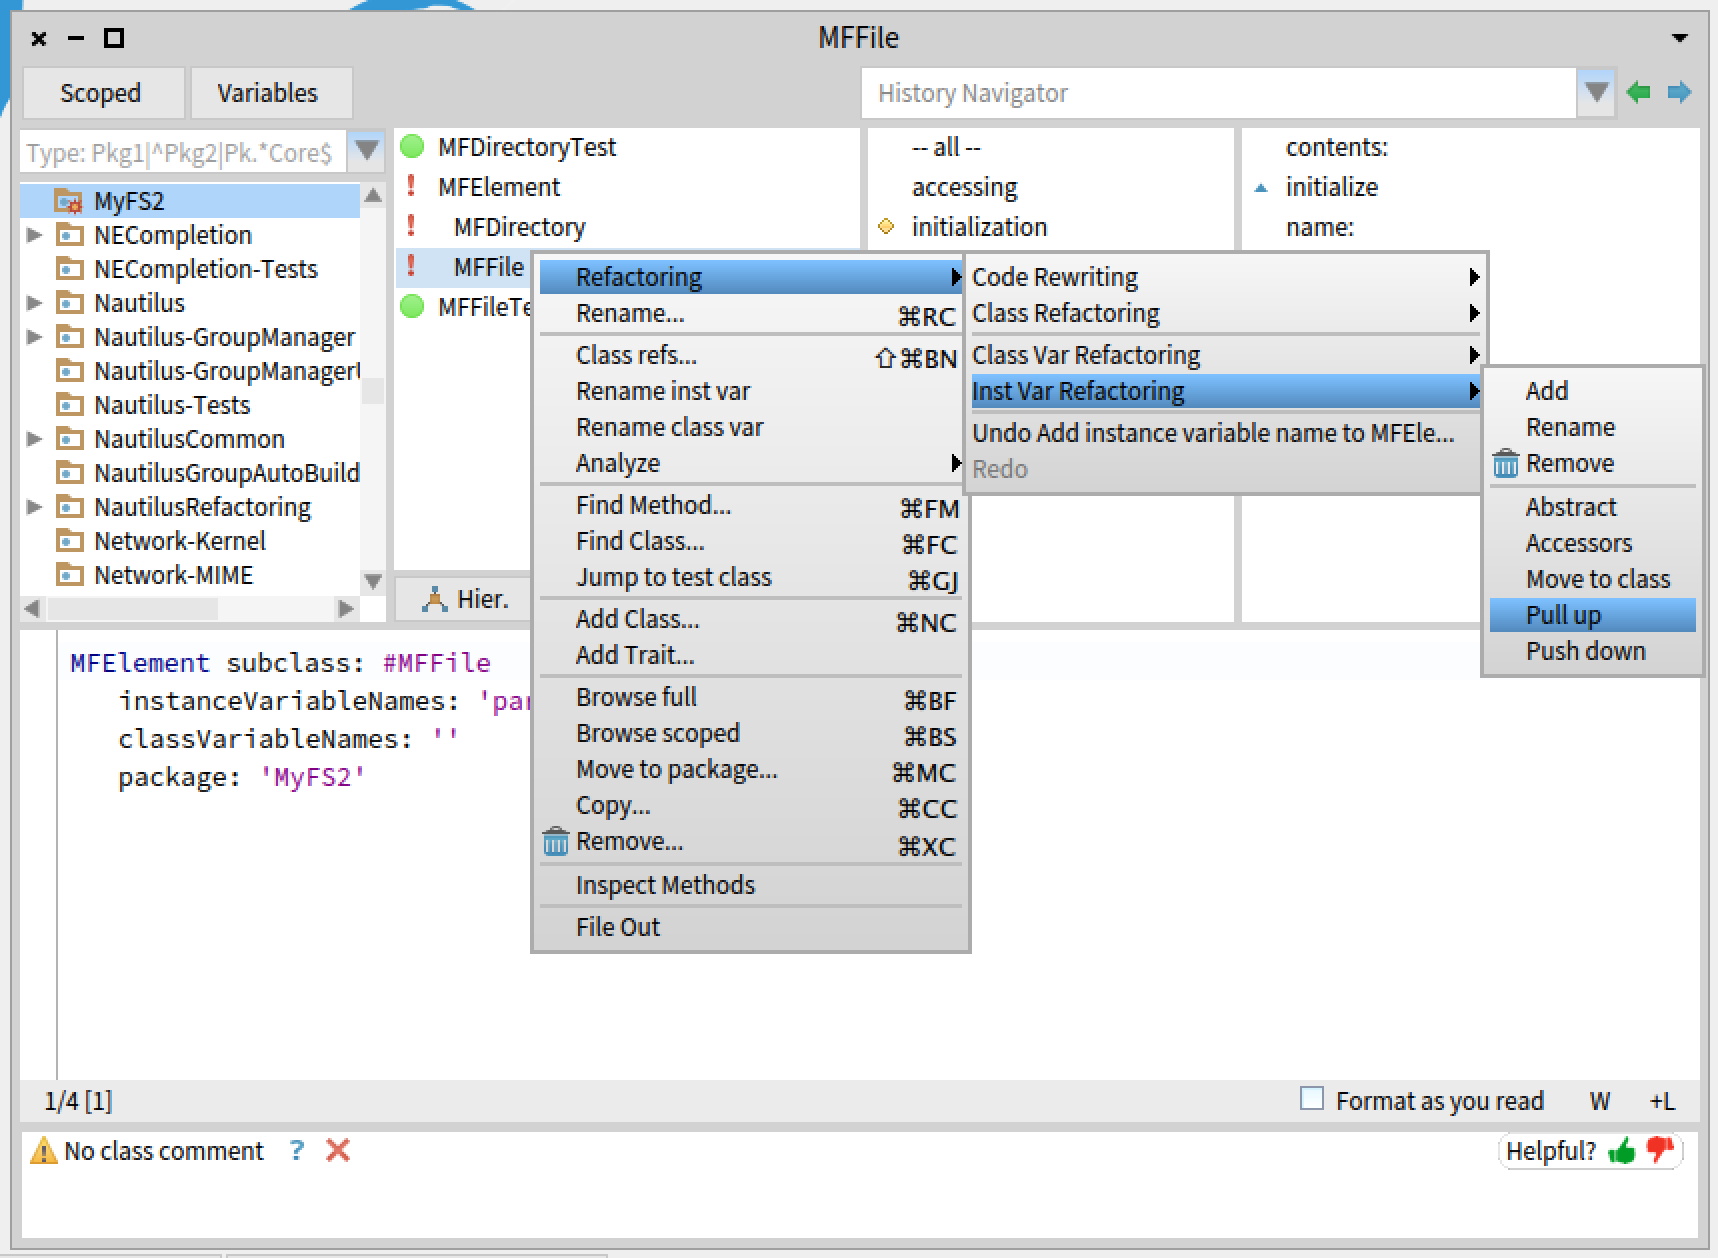 MFFile
Scoped
Variables
History Navigator
Type: Pkg1|^Pkg2|Pk.*Core$
MyFS2
NECompletion
NECompletion-Tests
Nautilus
Nautilus-GroupManager
Nautilus-GroupManager
Nautilus-Tests
NautilusCommon
NautilusGroupAutoBuild
NautilusRefactoring
Network-Kernel
Network-MIME
MFDirectoryTest
MFElement
MFDirectory
MFFile
MFFileTe
Hier.
-- all --
accessing
initialization
contents:
initialize
name:
Refactoring
Rename... ⌘RC
Class refs... ⇧⌘BN
Rename inst var
Rename class var
Analyze
Find Method... ⌘FM
Find Class... ⌘FC
Jump to test class ⌘GJ
Add Class... ⌘NC
Add Trait...
Browse full ⌘BF
Browse scoped ⌘BS
Move to package... ⌘MC
Copy... ⌘CC
Remove... ⌘XC
Inspect Methods
File Out
Code Rewriting
Class Refactoring
Class Var Refactoring
Inst Var Refactoring
Undo Add instance variable name to MFEle...
Redo
Add
Rename
Remove
Abstract
Accessors
Move to class
Pull up
Push down
MFElement subclass: #MFFile
instanceVariableNames: 'par
classVariableNames: ''
package: 'MyFS2'
1/4 [1]
Format as you read W +L
No class comment ?
Helpful?